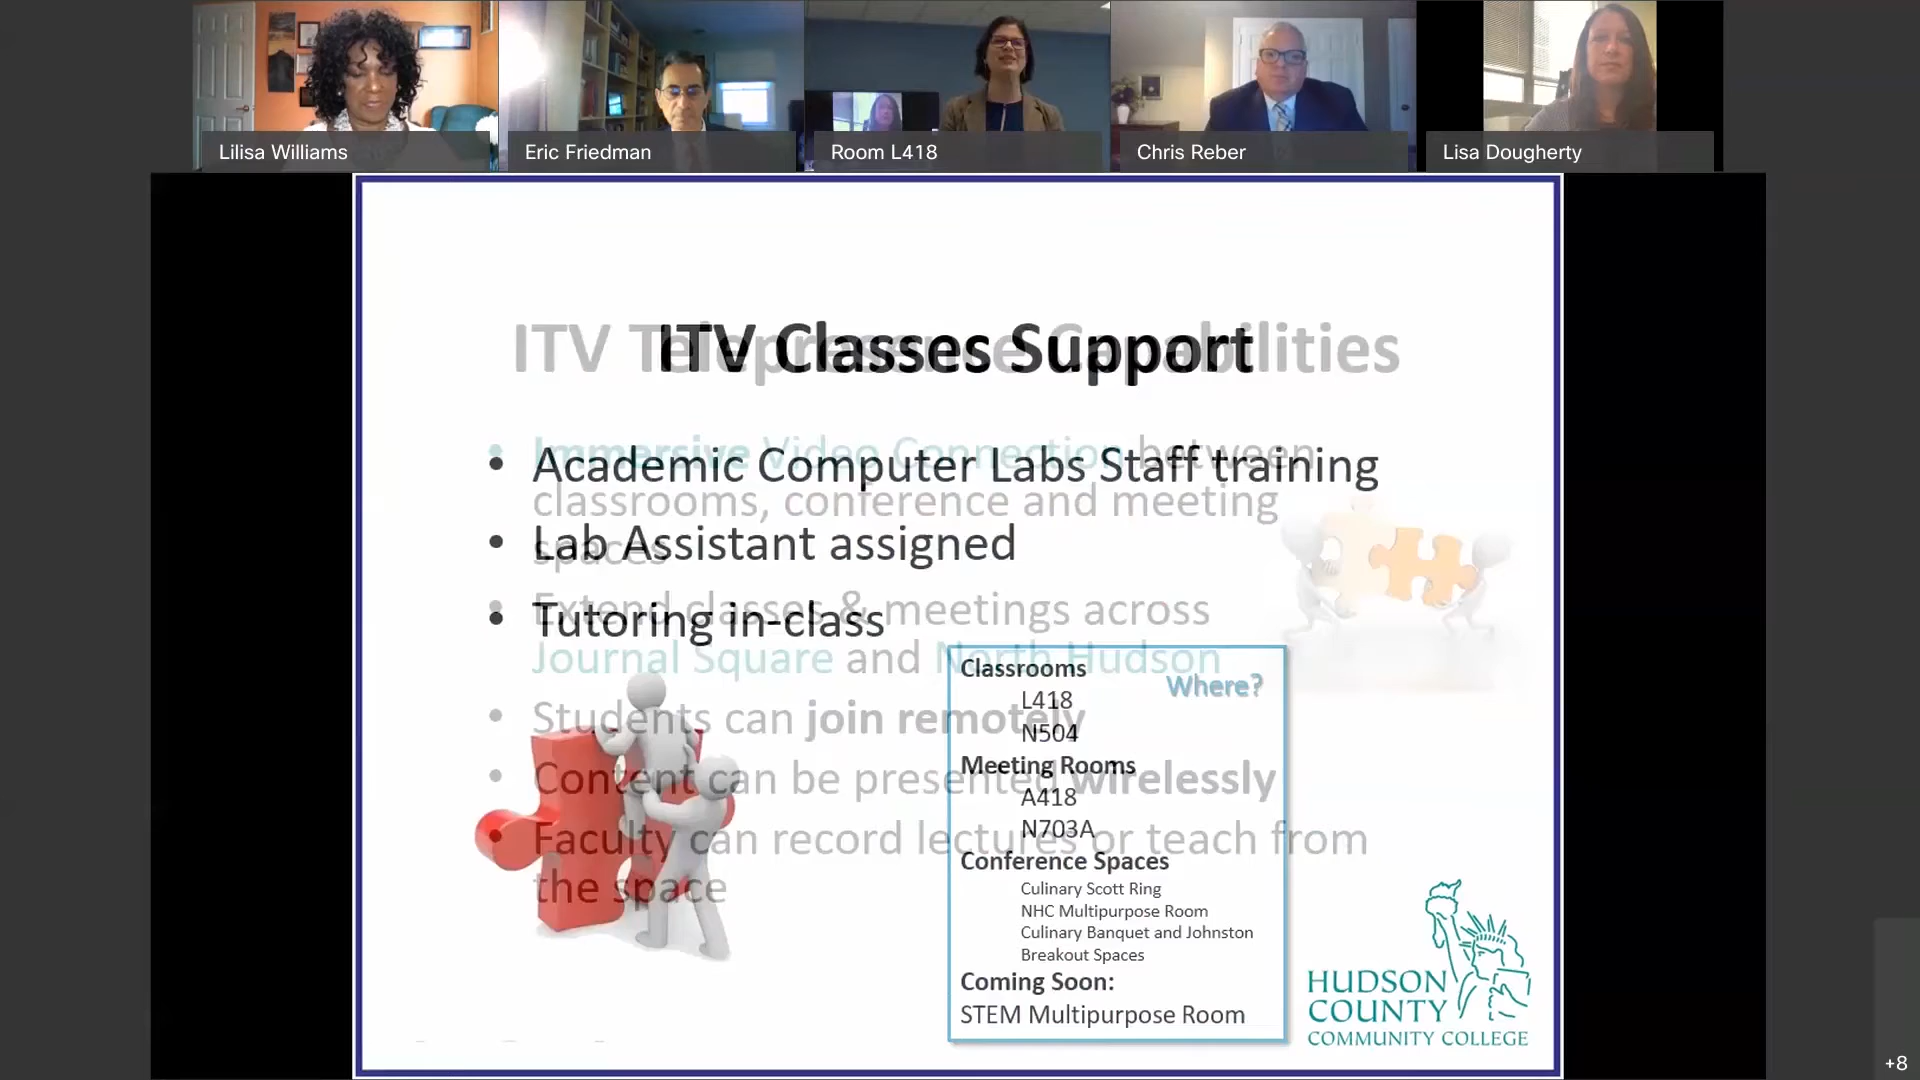 Lilisa Williams
Eric Friedman
Room L418
Chris Reber
Lisa Dougherty
ITV Telepresence Capabilities
ITV Classes Support
• Immersive Video Connection between
classrooms, conference and meeting
spaces
• Extend classes & meetings across
Journal Square and North Hudson
• Students can join remotely
• Content can be presented wirelessly
• Faculty can record lectures or teach from
the space
• Academic Computer Labs Staff training
• Lab Assistant assigned
• Tutoring in-class
Where?
Classrooms
L418
N504
Meeting Rooms
A418
N703A
Conference Spaces
Culinary Scott Ring
NHC Multipurpose Room
Culinary Banquet and Johnston
Breakout Spaces
Coming Soon:
STEM Multipurpose Room
HUDSON
COUNTY
COMMUNITY COLLEGE
+8